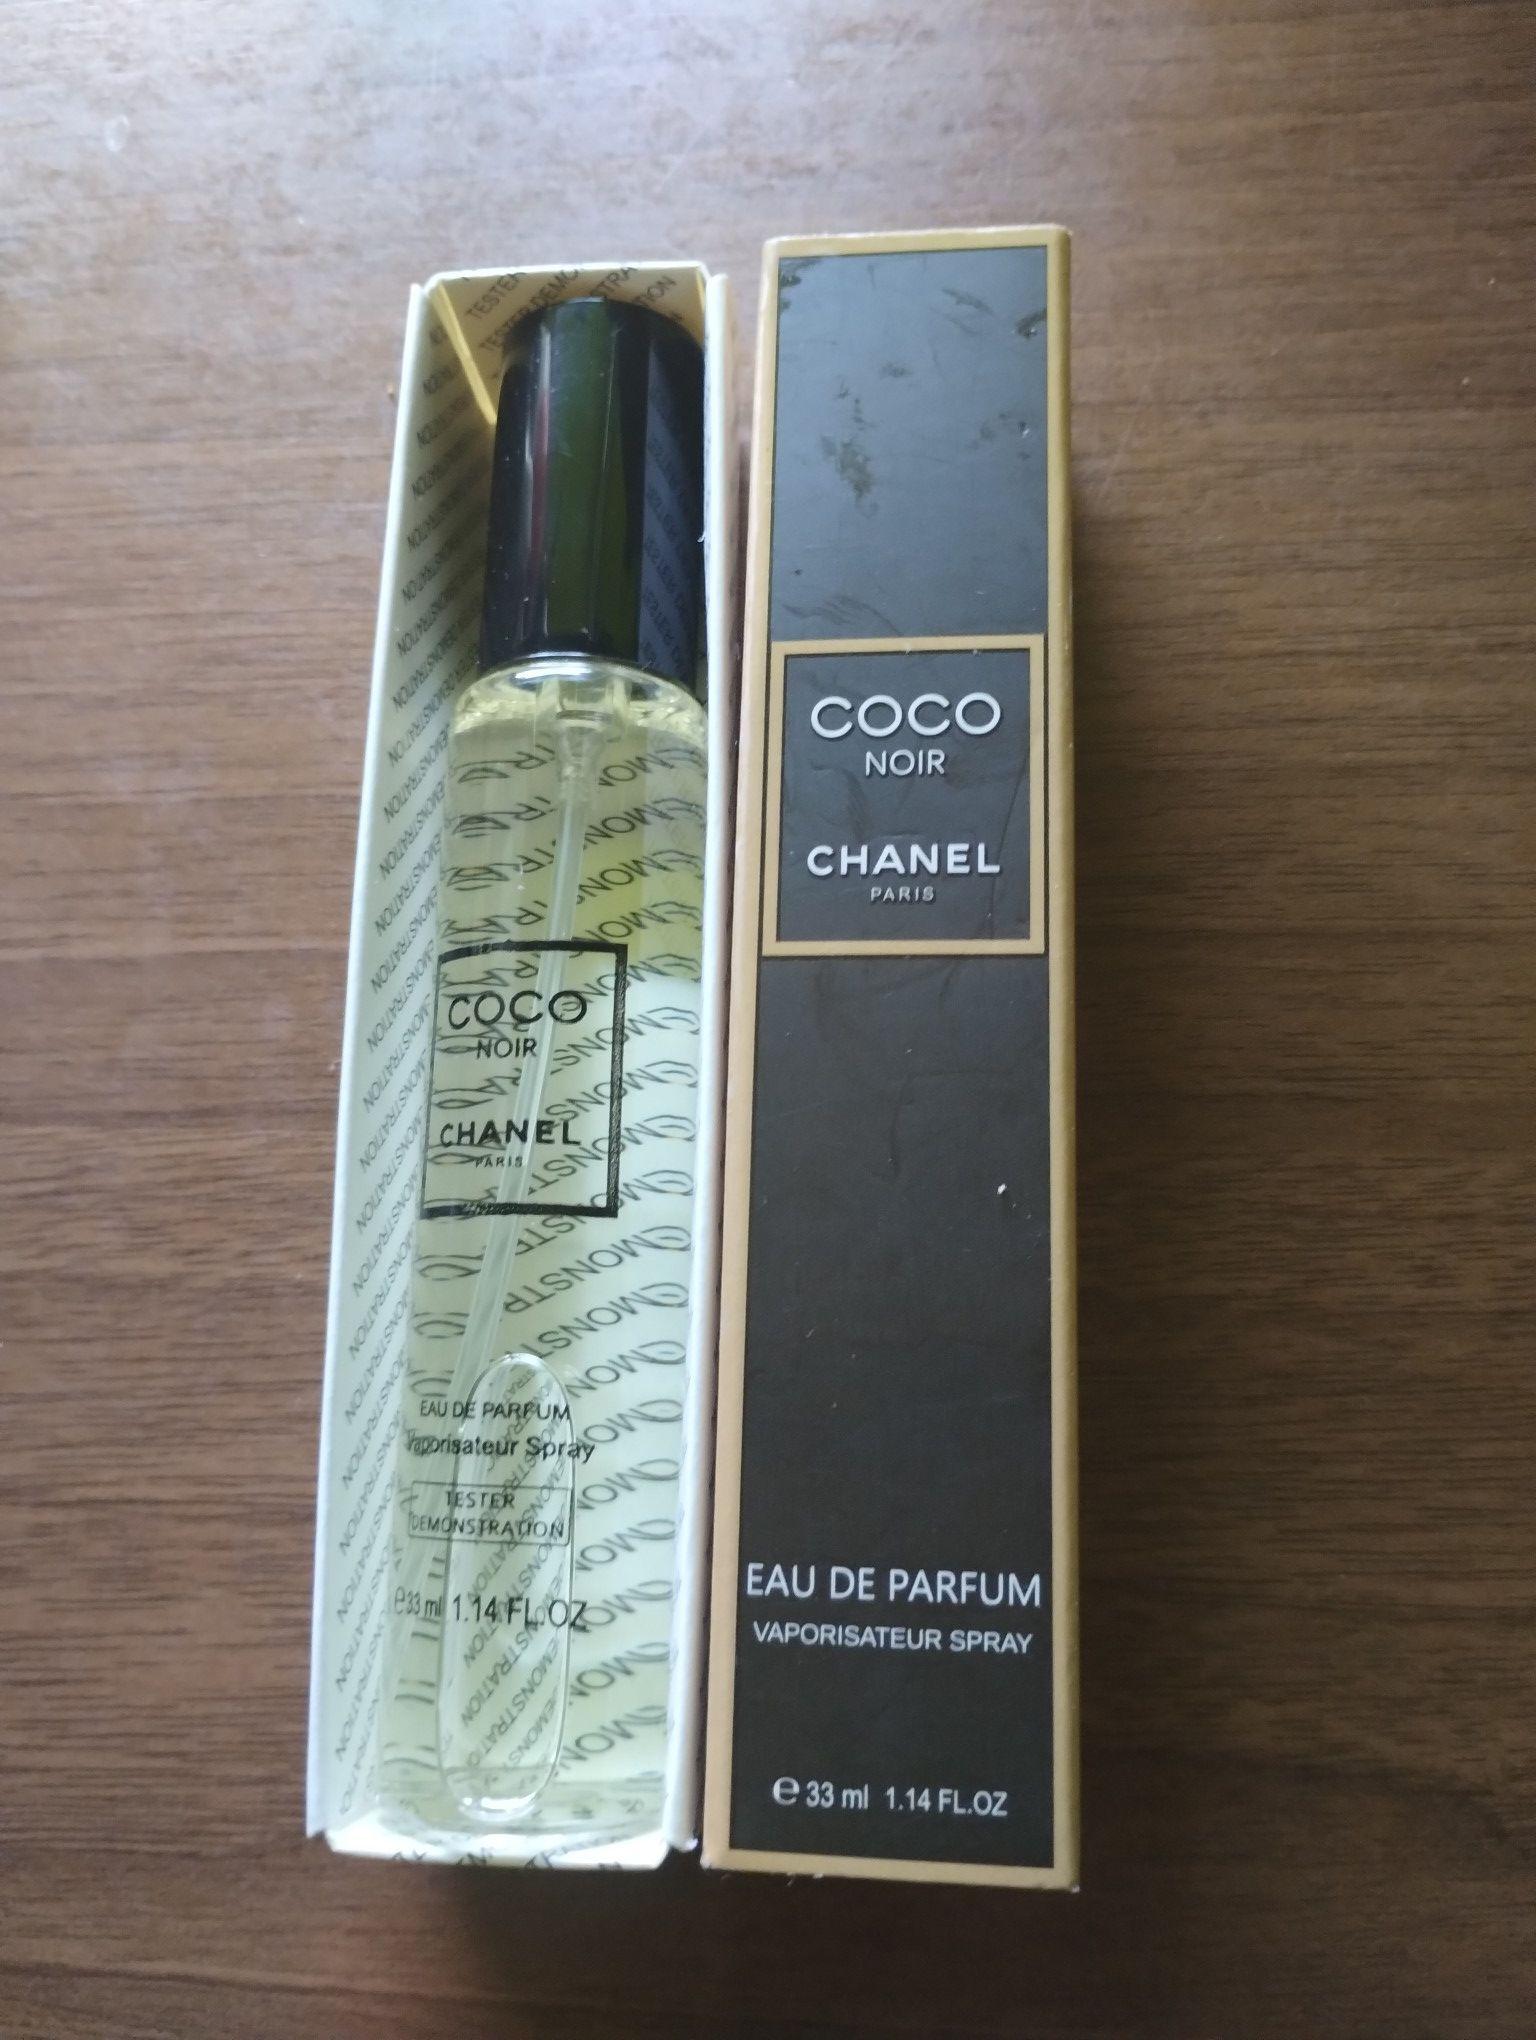 COCO
NOIR
CHANEL
PARIS
EAU DE PARFUM
Vaporisateur Spray
TESTER
DEMONSTRATION
e 33 ml 1.14 FL.OZ
COCO
NOIR
CHANEL
PARIS
EAU DE PARFUM
VAPORISATEUR SPRAY
e 33 ml 1.14 FL.OZ